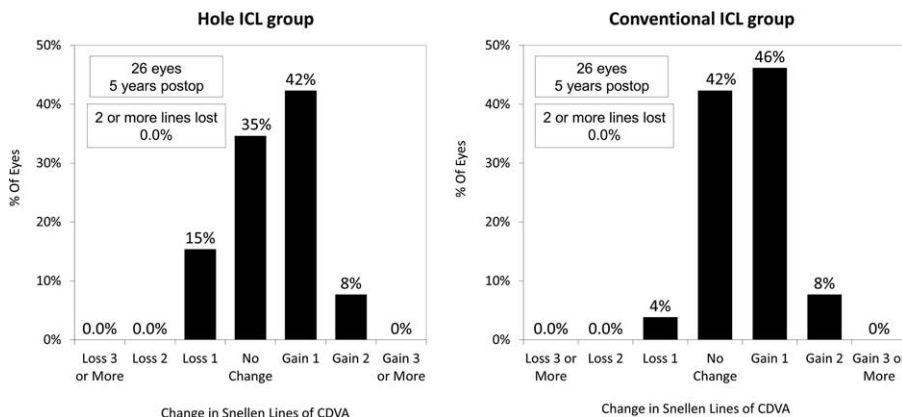 Hole ICL group
50%
40%
30%
20%
10%
0%
% Of Eyes
26 eyes
5 years postop
2 or more lines lost
0.0%
0.0%
0.0%
15%
35%
42%
8%
0%
Loss 3
or More
Loss 2
Loss 1
No
Change
Gain 1
Gain 2
Gain 3
or More
Change in Snellen Lines of CDVA
Conventional ICL group
50%
40%
30%
20%
10%
0%
% Of Eyes
26 eyes
5 years postop
2 or more lines lost
0.0%
0.0%
0.0%
4%
42%
46%
8%
0%
Loss 3 or
More
Loss 2
Loss 1
No
Change
Gain 1
Gain 2
Gain 3 or
More
Change in Snellen Lines of CDVA